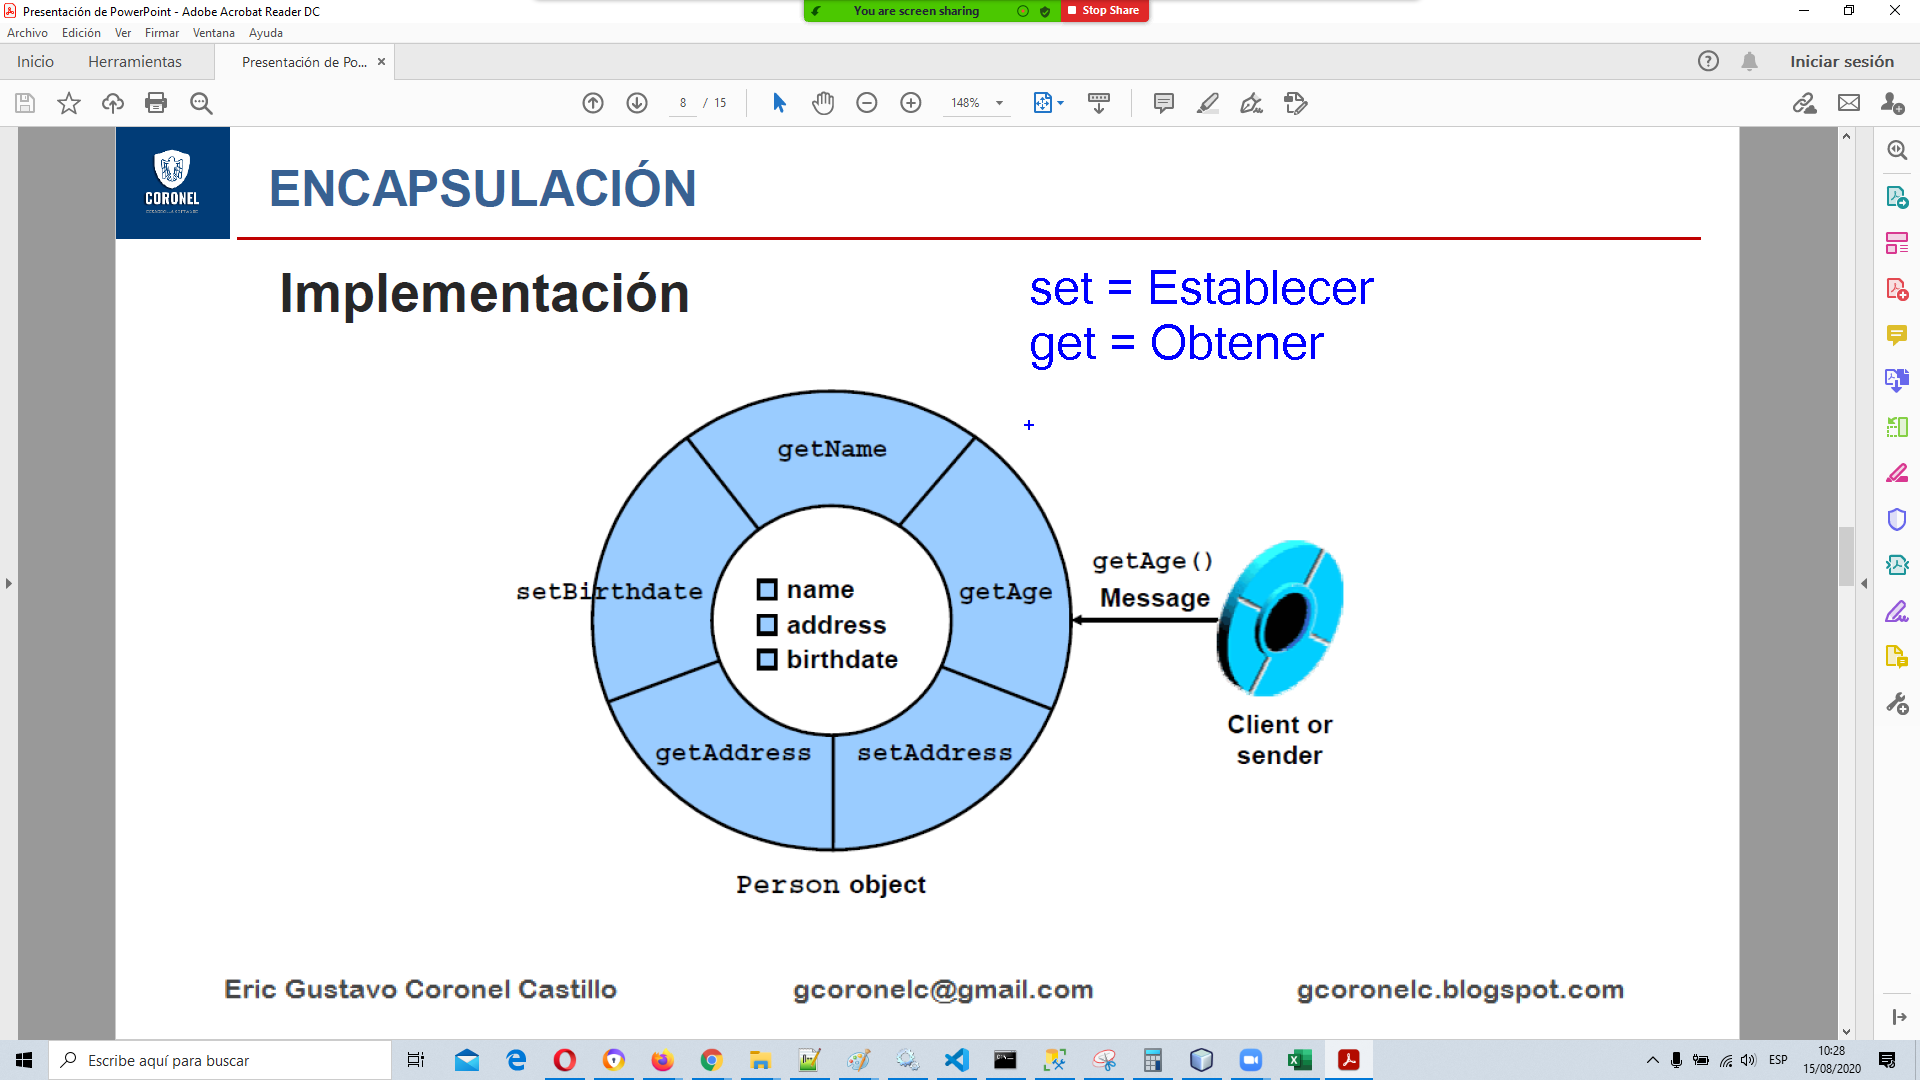 Presentación de PowerPoint - Adobe Acrobat Reader DC
You are screen sharing
Stop Share
Archivo Edición Ver Firmar Ventana Ayuda
Inicio Herramientas Presentación de Po... Iniciar sesión
8 / 15 148%
CORONEL
ENCAPSULACIÓN
Implementación
set = Establecer
get = Obtener
getName
setBirthdate
name
address
birthdate
getAge
getAge()
Message
getAddress
setAddress
Client or
sender
Person object
Eric Gustavo Coronel Castillo gcoronelc@gmail.com gcoronelc.blogspot.com
Escribe aquí para buscar
ESP
10:28
15/08/2020